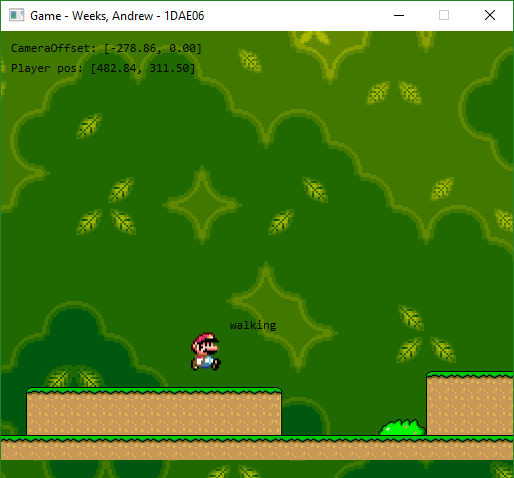 Game - Weeks, Andrew - 1DAE06
CameraOffset: [-278.86, 0.00]
Player pos: [482.84, 311.50]
walking